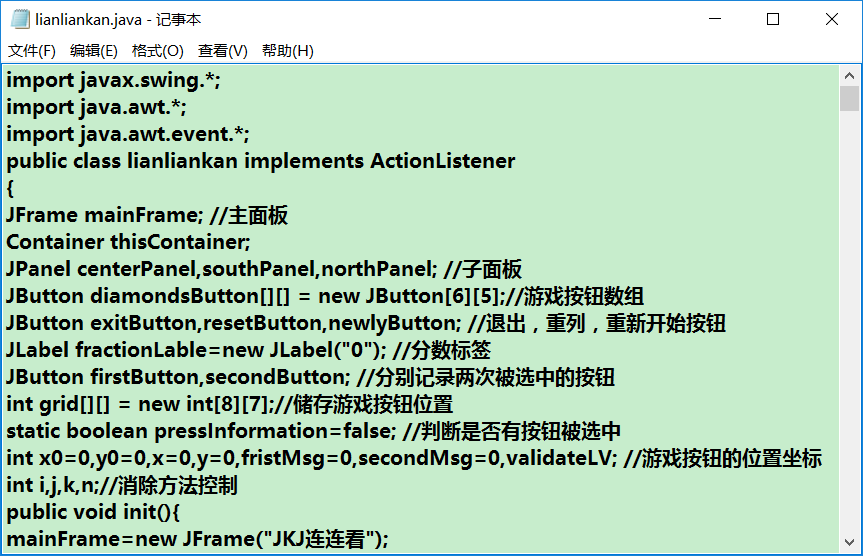 lianliankan.java - 记事本
文件(F) 编辑(E) 格式(O) 查看(V) 帮助(H)
import javax.swing.*;
import java.awt.*;
import java.awt.event.*;
public class lianliankan implements ActionListener
{
JFrame mainFrame; //主面板
Container thisContainer;
JPanel centerPanel,southPanel,northPanel; //子面板
JButton diamondsButton[][] = new JButton[6][5];//游戏按钮数组
JButton exitButton,resetButton,newlyButton; //退出，重列，重新开始按钮
JLabel fractionLable=new JLabel("0"); //分数标签
JButton firstButton,secondButton; //分别记录两次被选中的按钮
int grid[][] = new int[8][7];//储存游戏按钮位置
static boolean pressInformation=false; //判断是否有按钮被选中
int x0=0,y0=0,x=0,y=0,fristMsg=0,secondMsg=0,validateLV; //游戏按钮的位置坐标
int i,j,k,n;//消除方法控制
public void init(){
mainFrame=new JFrame("JKJ连连看");